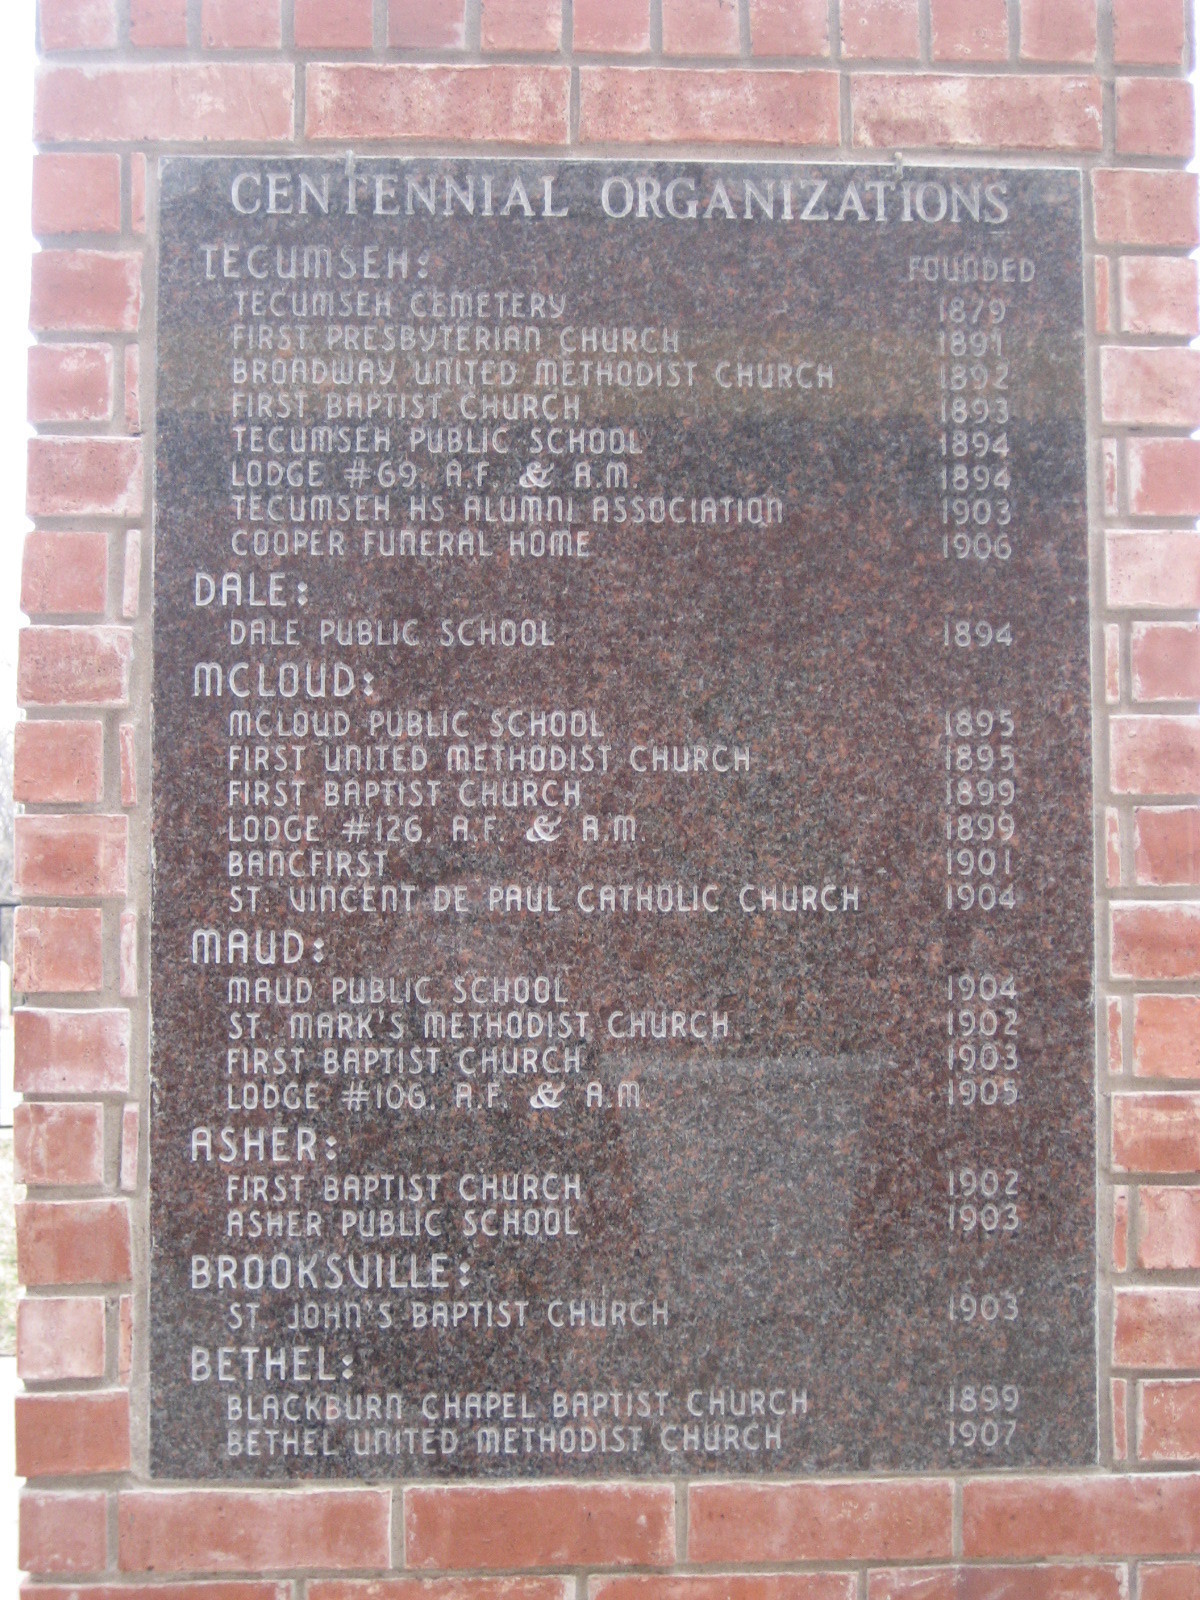 CENTENNIAL ORGANIZATIONS
TECUMSEH: FOUNDED
TECUMSEH CEMETERY 1879
FIRST PRESBYTERIAN CHURCH 1891
BROADWAY UNITED METHODIST CHURCH 1892
FIRST BAPTIST CHURCH 1893
TECUMSEH PUBLIC SCHOOL 1894
LODGE #69, A.F. & A.M. 1894
TECUMSEH HS ALUMNI ASSOCIATION 1903
COOPER FUNERAL HOME 1906
DALE:
DALE PUBLIC SCHOOL 1894
MCLOUD:
MCLOUD PUBLIC SCHOOL 1895
FIRST UNITED METHODIST CHURCH 1895
FIRST BAPTIST CHURCH 1899
LODGE #126, A.F. & A.M. 1899
BANCFIRST 1901
ST. VINCENT DE PAUL CATHOLIC CHURCH 1904
MAUD:
MAUD PUBLIC SCHOOL 1904
ST. MARK'S METHODIST CHURCH 1902
FIRST BAPTIST CHURCH 1903
LODGE #106, A.F. & A.M. 1905
ASHER:
FIRST BAPTIST CHURCH 1902
ASHER PUBLIC SCHOOL 1903
BROOKSVILLE:
ST. JOHN'S BAPTIST CHURCH 1903
BETHEL:
BLACKBURN CHAPEL BAPTIST CHURCH 1899
BETHEL UNITED METHODIST CHURCH 1907